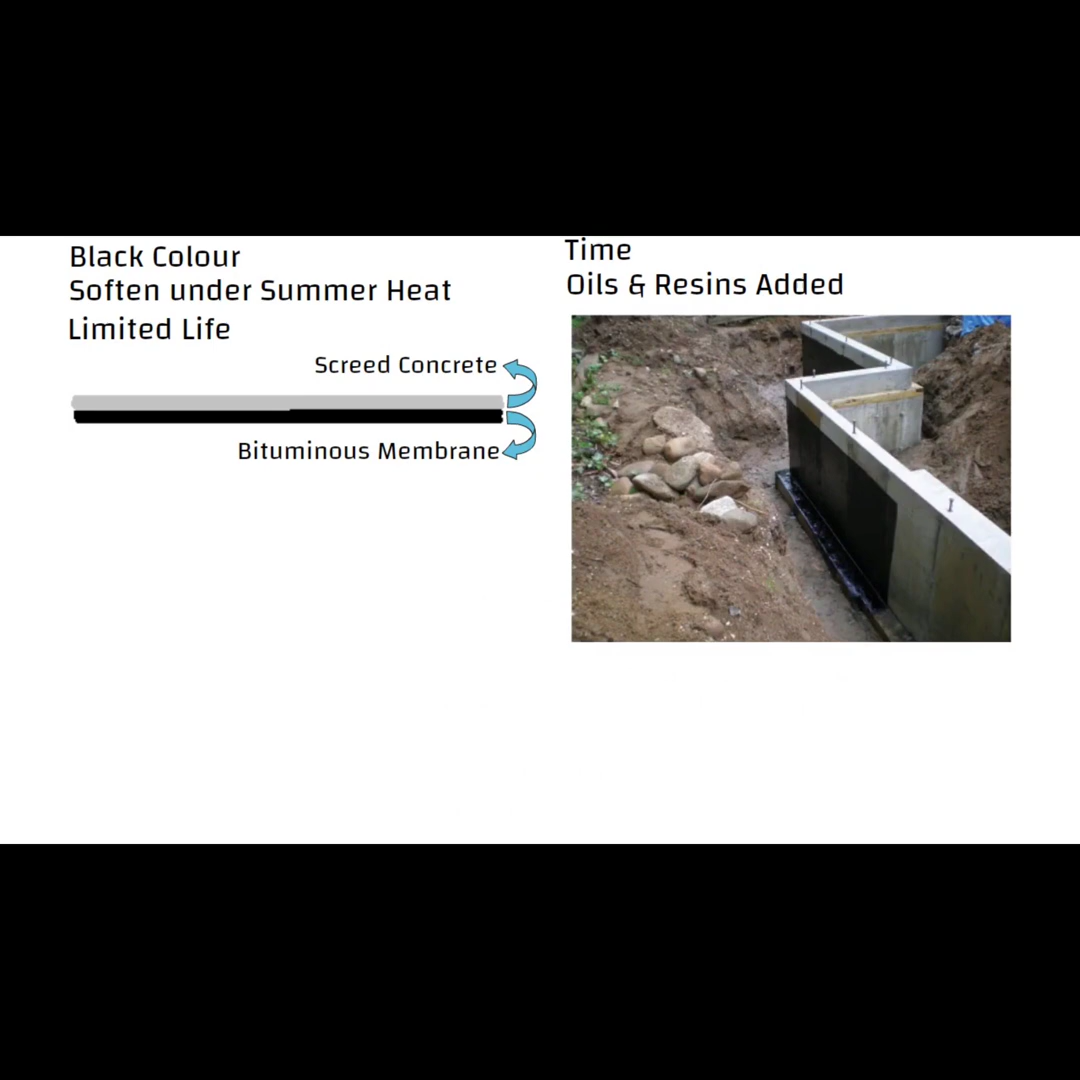 Black Colour
Soften under Summer Heat
Limited Life
Screed Concrete
Bituminous Membrane
Time
Oils & Resins Added